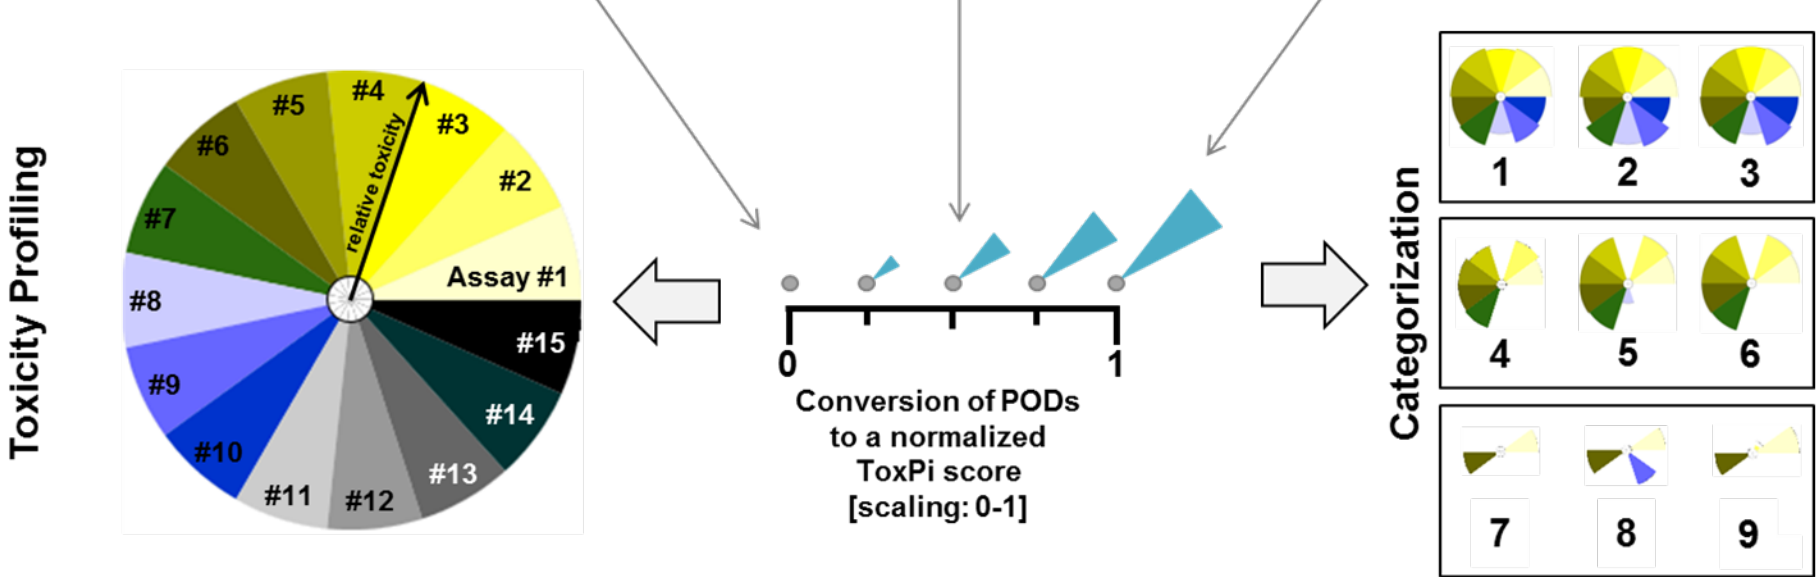 Toxicity Profiling
#4
#5
#3
#6
relative toxicity
#2
#7
Assay #1
#8
#15
#9
#14
#10
#13
#11
#12
0
1
Conversion of PODs
to a normalized
ToxPi score
[scaling: 0-1]
Categorization
1 2 3
4 5 6
7 8 9